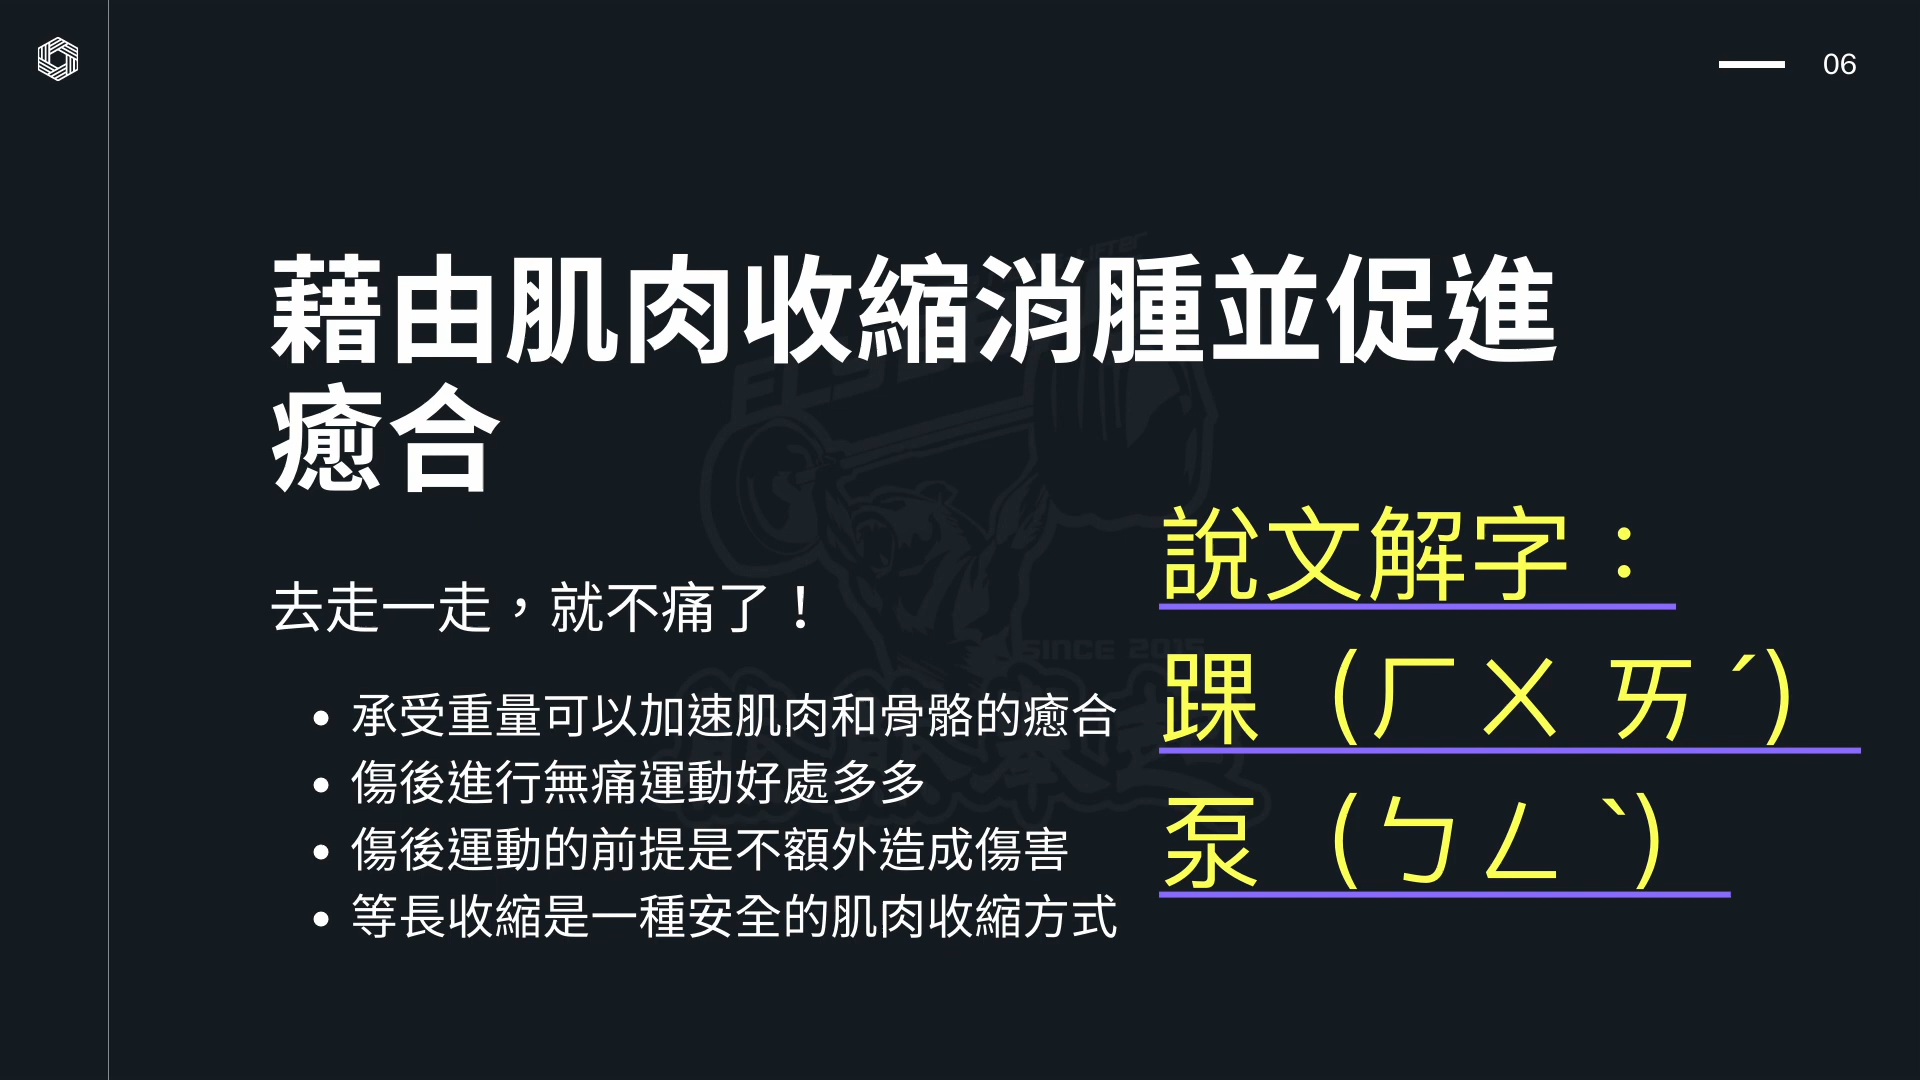 06
藉由肌肉收縮消腫並促進
癒合
去走一走，就不痛了！
承受重量可以加速肌肉和骨骼的癒合
傷後進行無痛運動好處多多
傷後運動的前提是不額外造成傷害
等長收縮是一種安全的肌肉收縮方式
說文解字：
踝（ㄏㄨㄞˊ）
泵（ㄅㄥˋ）
SINCE 2015